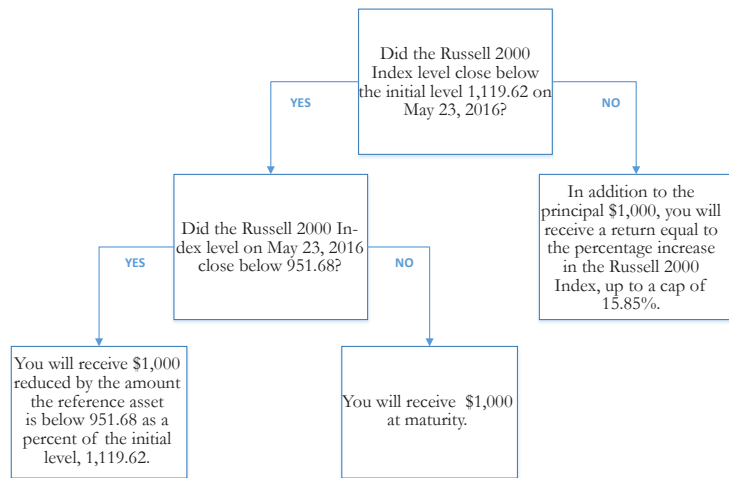 Did the Russell 2000
Index level close below
the initial level 1,119.62 on
May 23, 2016?
YES
NO
Did the Russell 2000 In-
dex level on May 23, 2016
close below 951.68?
In addition to the
principal $1,000, you will
receive a return equal to
the percentage increase
in the Russell 2000
Index, up to a cap of
15.85%.
YES
NO
You will receive $1,000
reduced by the amount
the reference asset
is below 951.68 as a
percent of the initial
level, 1,119.62.
You will receive $1,000
at maturity.